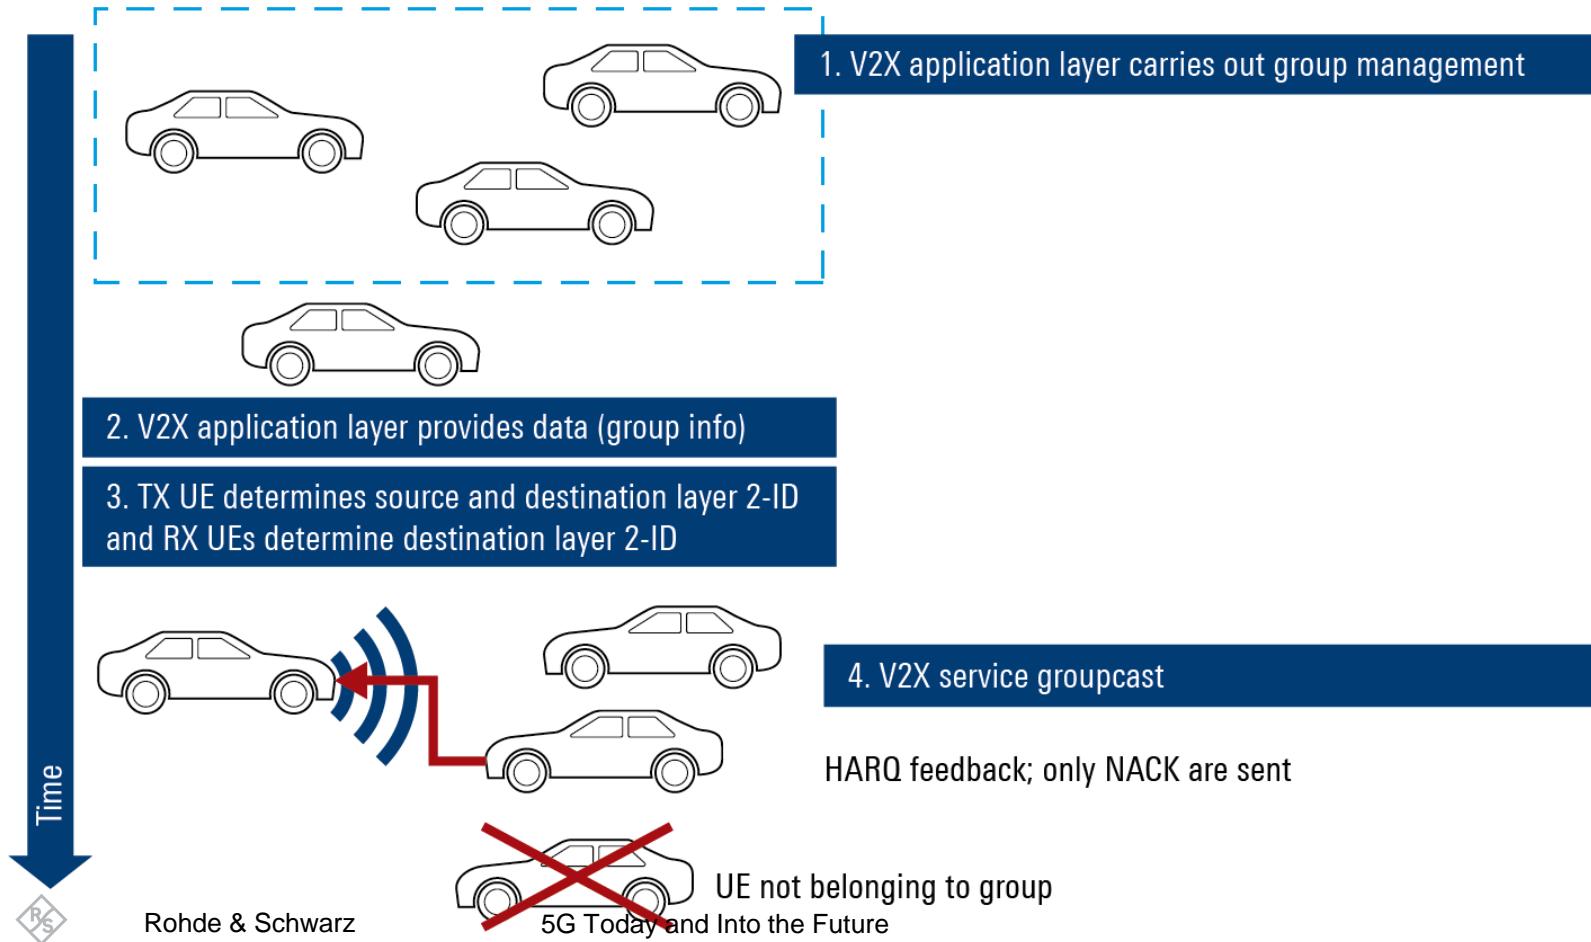 1. V2X application layer carries out group management
2. V2X application layer provides data (group info)
3. TX UE determines source and destination layer 2-ID
and RX UEs determine destination layer 2-ID
4. V2X service groupcast
HARQ feedback; only NACK are sent
Time
UE not belonging to group
R/S
Rohde & Schwarz
5G Today and Into the Future